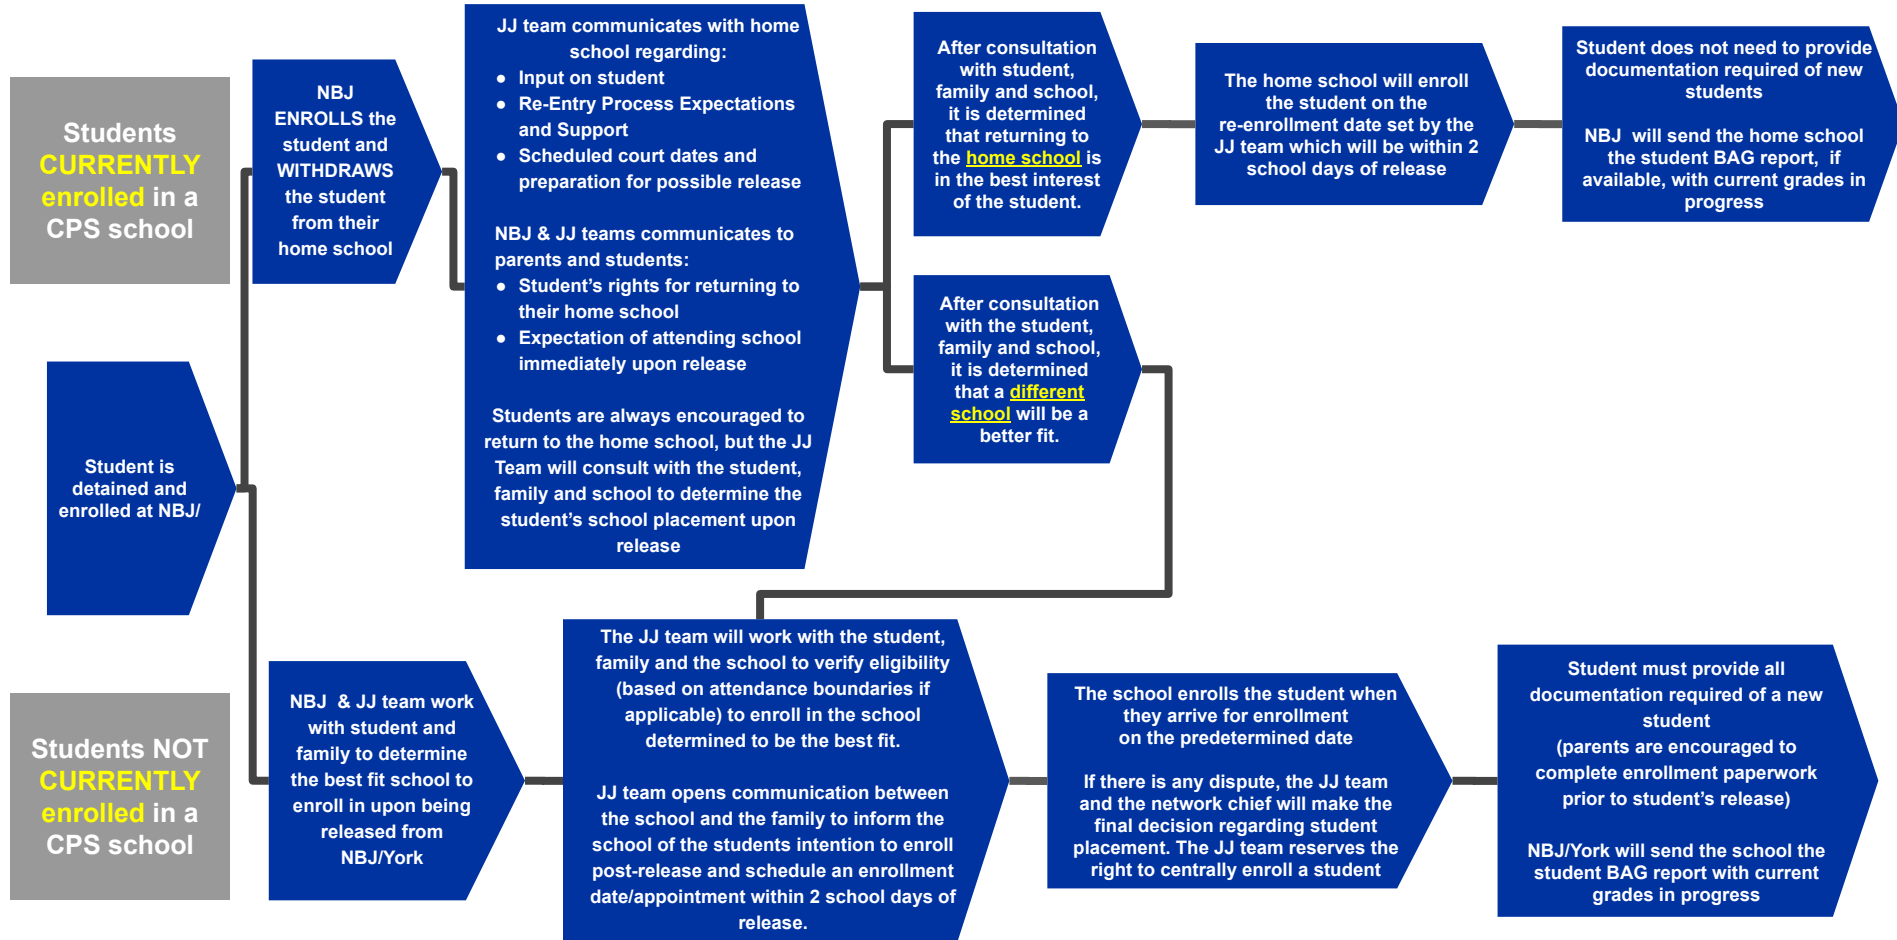 Students
CURRENTLY
enrolled in a
CPS school
NBJ
ENROLLS the
student and
WITHDRAWS
the student
from their
home school
JJ team communicates with home
school regarding:
● Input on student
● Re-Entry Process Expectations
and Support
● Scheduled court dates and
preparation for possible release
NBJ & JJ teams communicates to
parents and students:
● Student’s rights for returning to
their home school
● Expectation of attending school
immediately upon release
Students are always encouraged to
return to the home school, but the JJ
Team will consult with the student,
family and school to determine the
student’s school placement upon
release
After consultation
with student,
family and school,
it is determined
that returning to
the home school is
in the best interest
of the student.
The home school will enroll
the student on the
re-enrollment date set by the
JJ team which will be within 2
school days of release
Student does not need to provide
documentation required of new
students
NBJ will send the home school
the student BAG report, if
available, with current grades in
progress
After consultation
with the student,
family and school,
it is determined
that a different
school will be a
better fit.
Student is
detained and
enrolled at NBJ/
Students NOT
CURRENTLY
enrolled in a
CPS school
NBJ & JJ team work
with student and
family to determine
the best fit school to
enroll in upon being
released from
NBJ/York
The JJ team will work with the student,
family and the school to verify eligibility
(based on attendance boundaries if
applicable) to enroll in the school
determined to be the best fit.
JJ team opens communication between
the school and the family to inform the
school of the students intention to enroll
post-release and schedule an enrollment
date/appointment within 2 school days of
release.
The school enrolls the student when
they arrive for enrollment
on the predetermined date
If there is any dispute, the JJ team
and the network chief will make the
final decision regarding student
placement. The JJ team reserves the
right to centrally enroll a student
Student must provide all
documentation required of a new
student
(parents are encouraged to
complete enrollment paperwork
prior to student’s release)
NBJ/York will send the school the
student BAG report with current
grades in progress